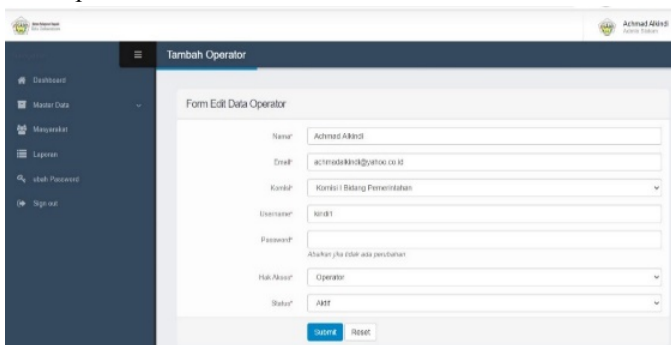 Achmad Alkindi
Tambah Operator
Dashboard
Master Data
Masyarakat
Laporan
ubah Password
Sign out
Form Edit Data Operator
Nama*
Achmad Alkindi
Email*
achmadalkindi@yahoo.co.id
Komisi*
Komisi I Bidang Pemerintahan
Username*
kindi1
Password*
Abaikan jika tidak ada perubahan
Hak Akses*
Operator
Status*
Aktif
Submit
Reset